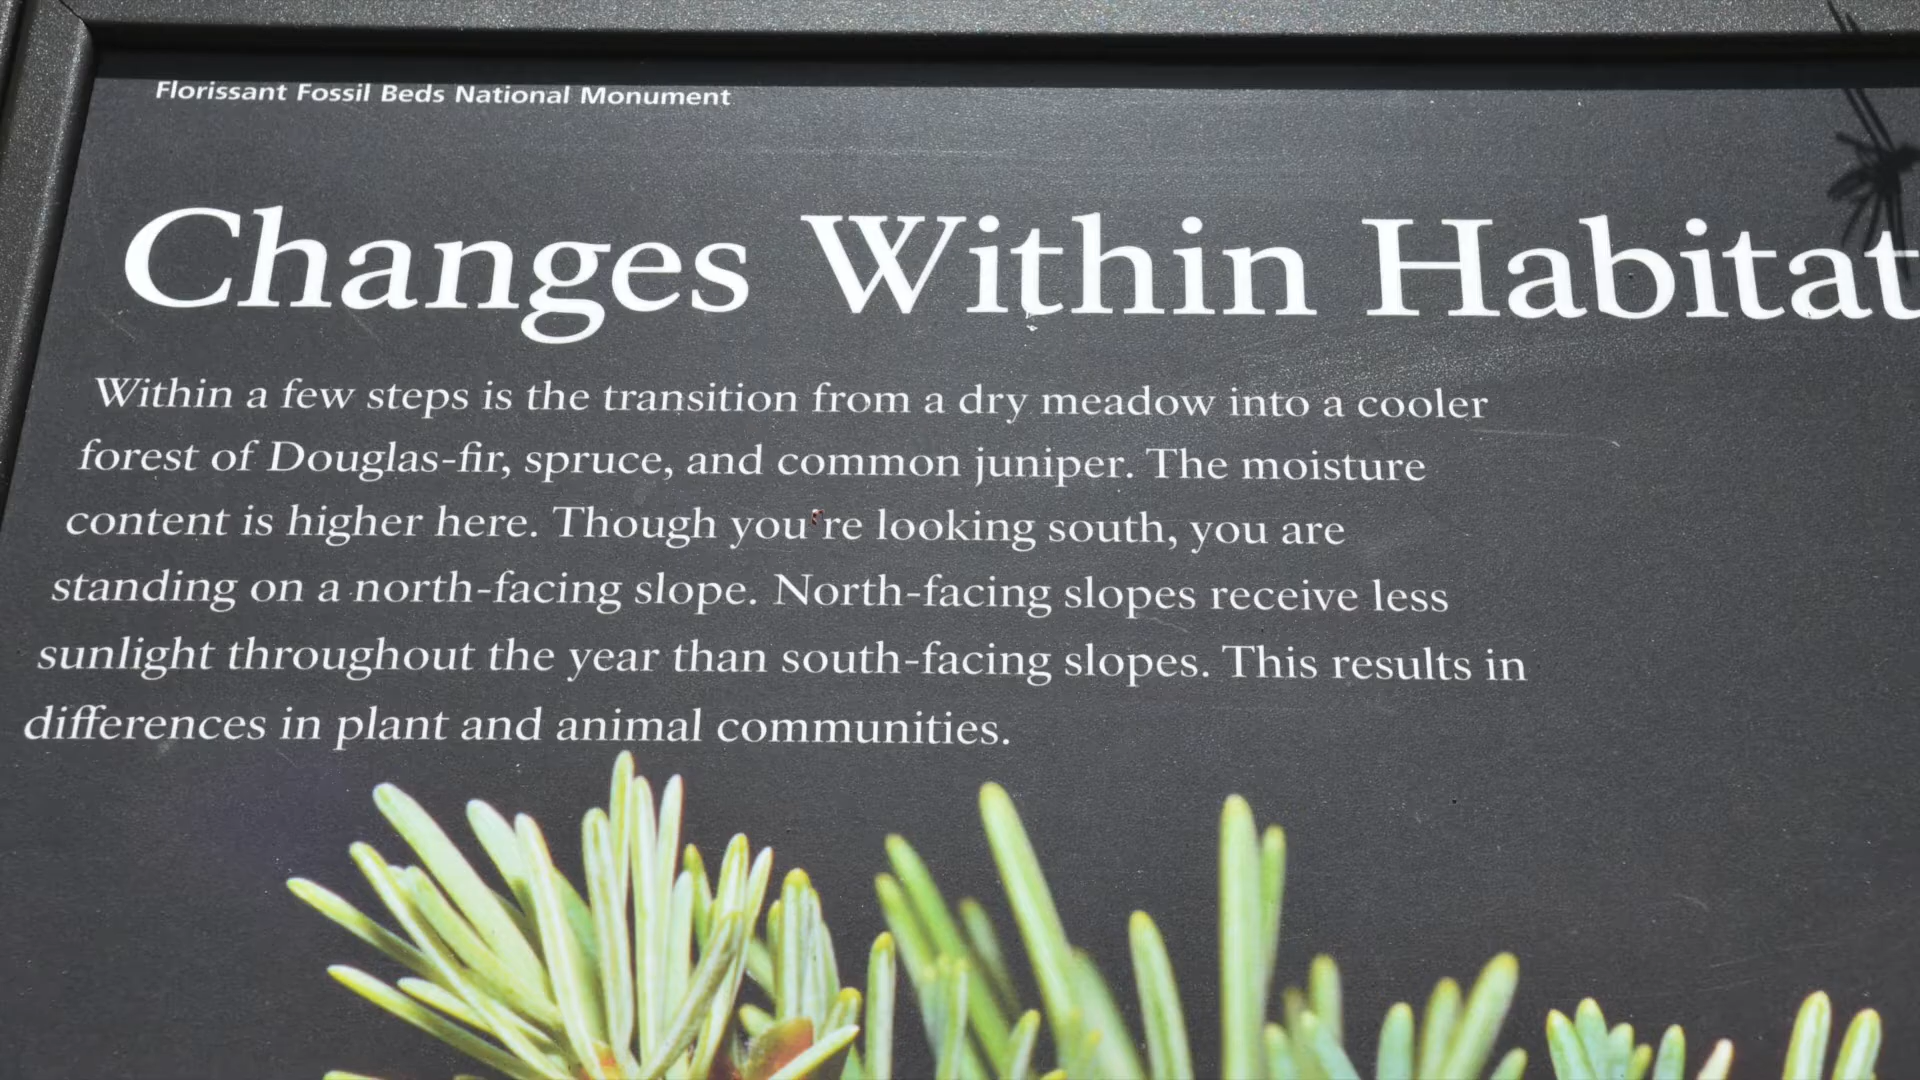 Florissant Fossil Beds National Monument
Changes Within Habitat
Within a few steps is the transition from a dry meadow into a cooler
forest of Douglas-fir, spruce, and common juniper. The moisture
content is higher here. Though you're looking south, you are
standing on a north-facing slope. North-facing slopes receive less
sunlight throughout the year than south-facing slopes. This results in
differences in plant and animal communities.